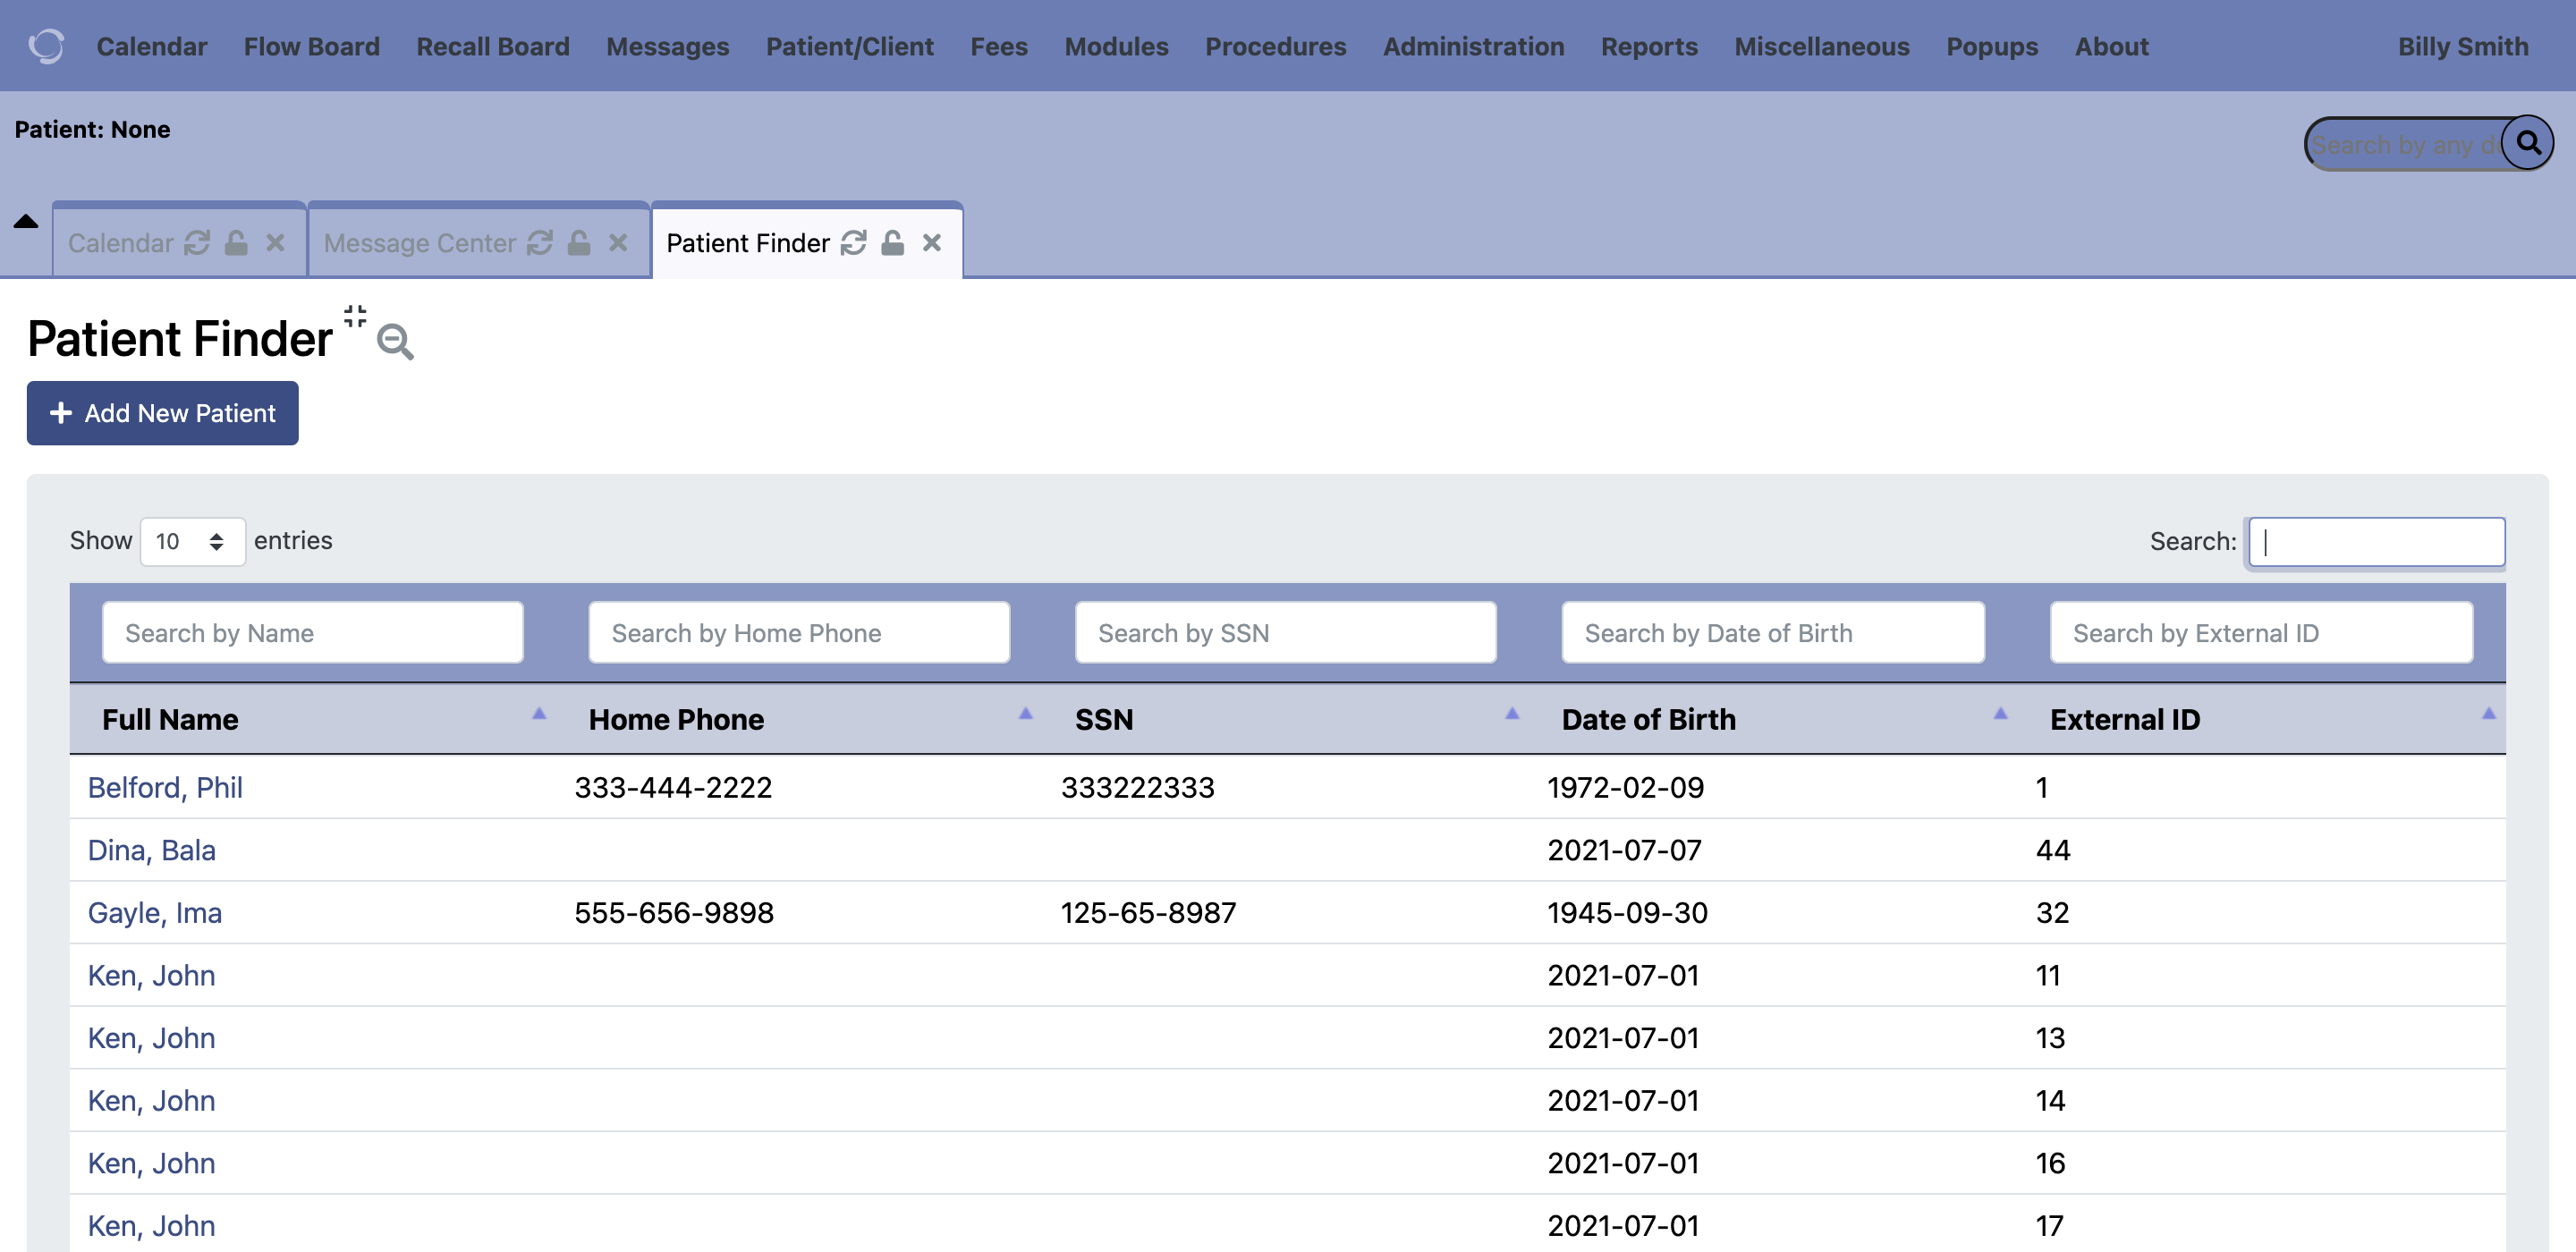 Calendar Flow Board Recall Board Messages Patient/Client Fees Modules Procedures Administration Reports Miscellaneous Popups About Billy Smith
Patient: None
Search by any
Calendar Message Center Patient Finder
Patient Finder
Add New Patient
Show 10 entries Search:
Search by Name Search by Home Phone Search by SSN Search by Date of Birth Search by External ID
Full Name Home Phone SSN Date of Birth External ID
Belford, Phil 333-444-2222 333222333 1972-02-09 1
Dina, Bala 2021-07-07 44
Gayle, Ima 555-656-9898 125-65-8987 1945-09-30 32
Ken, John 2021-07-01 11
Ken, John 2021-07-01 13
Ken, John 2021-07-01 14
Ken, John 2021-07-01 16
Ken, John 2021-07-01 17